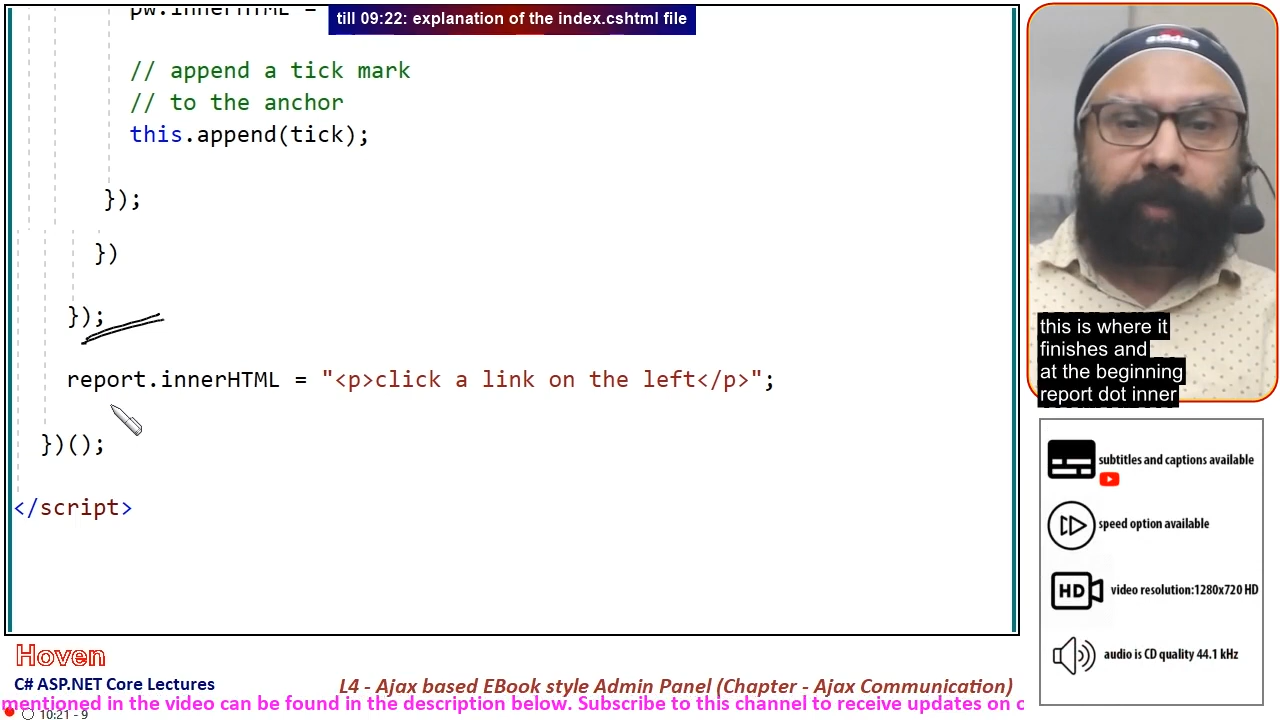 pw.innerHTML =
till 09:22: explanation of the index.cshtml file
// append a tick mark
// to the anchor
this.append(tick);
});
})
});
report.innerHTML = "<p>click a link on the left</p>";
})();
</script>
this is where it
finishes and
at the beginning
report dot inner
subtitles and captions available
speed option available
HD
video resolution:1280x720 HD
audio is CD quality 44.1 kHz
Hoven
C# ASP.NET Core Lectures
L4 - Ajax based EBook style Admin Panel (Chapter - Ajax Communication)
mentioned in the video can be found in the description below. Subscribe to this channel to receive updates on
10:21 - 9